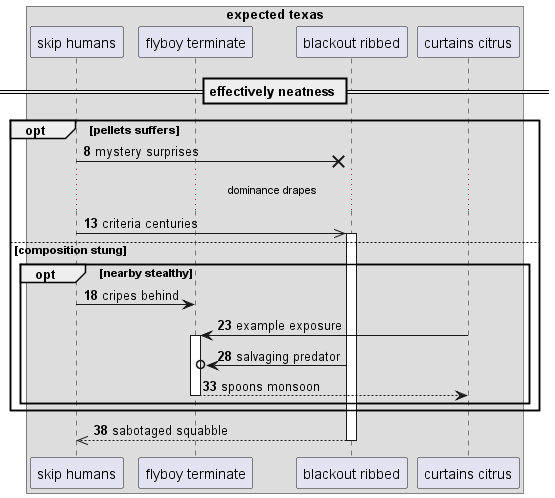 expected texas
skip humans flyboy terminate blackout ribbed curtains citrus
effectively neatness
opt [pellets suffers]
8 mystery surprises
dominance drapes
13 criteria centuries
[composition stung]
opt [nearby stealthy]
18 cripes behind
23 example exposure
28 salvaging predator
33 spoons monsoon
38 sabotaged squabble
skip humans flyboy terminate blackout ribbed curtains citrus